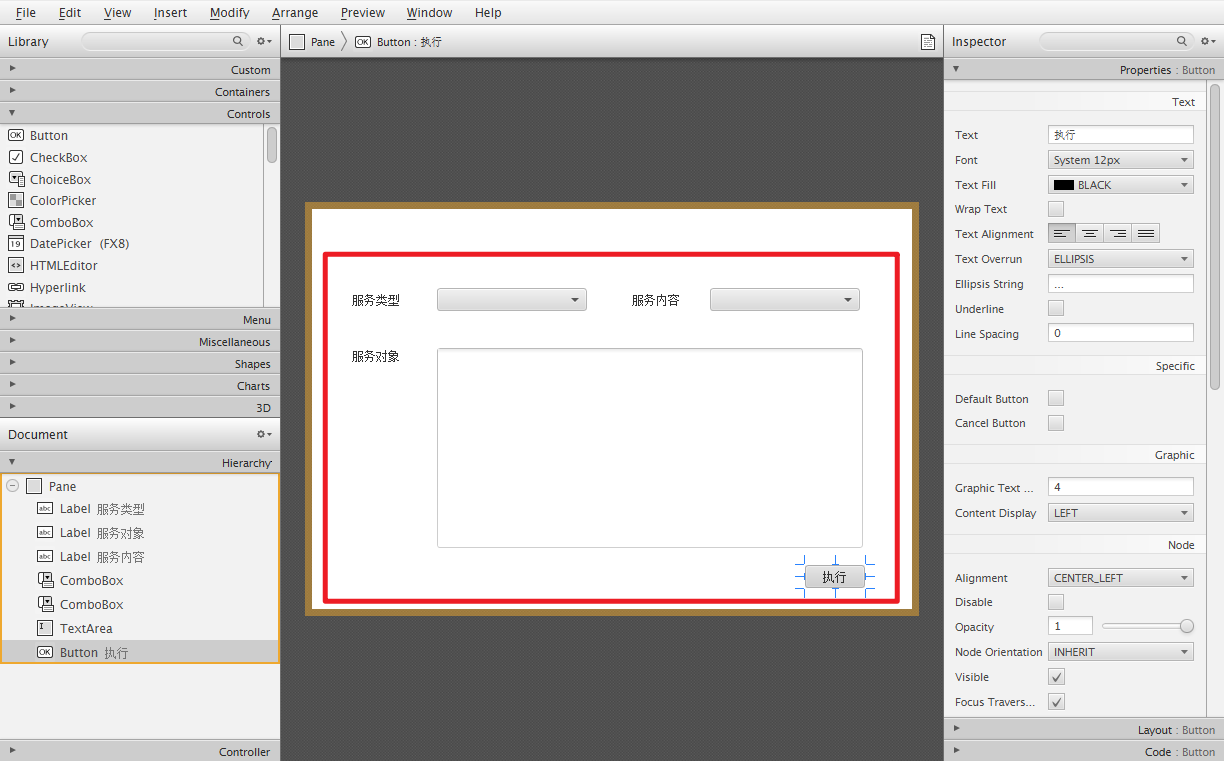 File Edit View Insert Modify Arrange Preview Window Help
Library
Custom
Containers
Controls
OK Button
CheckBox
ChoiceBox
ColorPicker
ComboBox
19 DatePicker (FX8)
HTMLEditor
Hyperlink
ImageView
Menu
Miscellaneous
Shapes
Charts
3D
Document
Hierarchy
Pane
abc Label 服务类型
abc Label 服务对象
abc Label 服务内容
ComboBox
ComboBox
TextArea
OK Button 执行
Controller
Pane OK Button : 执行
服务类型 服务内容
服务对象
执行
Inspector
Properties : Button
Text
Text 执行
Font System 12px
Text Fill BLACK
Wrap Text
Text Alignment
Text Overrun ELLIPSIS
Ellipsis String ...
Underline
Line Spacing 0
Specific
Default Button
Cancel Button
Graphic
Graphic Text ... 4
Content Display LEFT
Node
Alignment CENTER_LEFT
Disable
Opacity 1
Node Orientation INHERIT
Visible
Focus Travers...
Layout : Button
Code : Button